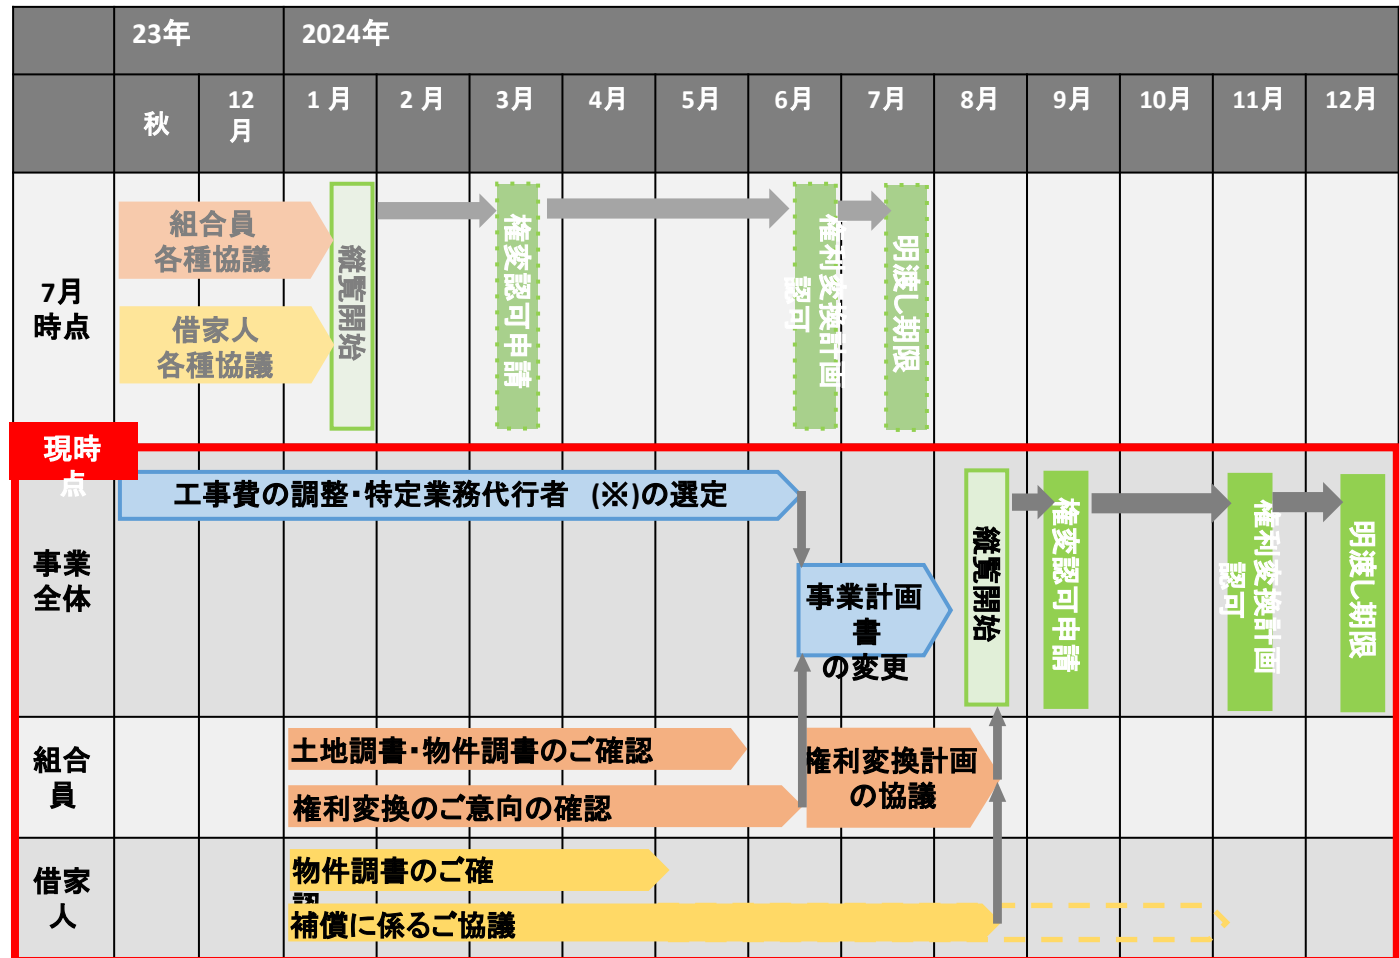 23年
2024年
秋
12
月
1 月
2 月
3月
4月
5月
6月
7月
8月
9月
10月
11月
12月
7月
時点
組合員
各種協議
借家人
各種協議
縦覧開始
権変認可申請
権利変換計画
認可
明渡し期限
現時
点
事業
全体
工事費の調整・特定業務代行者 (※)の選定
事業計画
書
の変更
縦覧開始
権変認可申請
権利変換計画
認可
明渡し期限
組合
員
土地調書・物件調書のご確認
権利変換のご意向の確認
権利変換計画
の協議
借家
人
物件調書のご確
認
補償に係るご協議